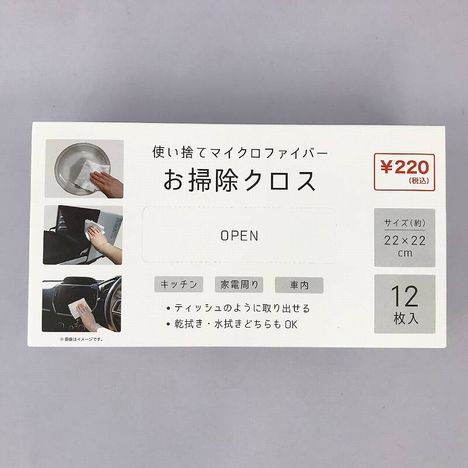 使い捨てマイクロファイバー
お掃除クロス
¥220
(税込)
OPEN
サイズ(約)
22×22
cm
キッチン
家電周り
車内
・ティッシュのように取り出せる
・乾拭き・水拭きどちらもOK
12
枚入
※画像はイメージです。